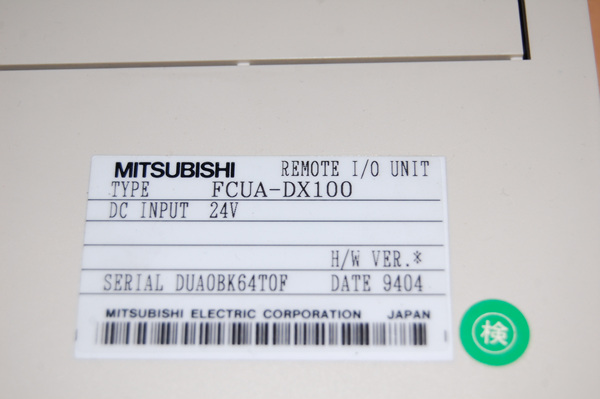 MITSUBISHI REMOTE I/O UNIT
TYPE FCUA-DX100
DC INPUT 24V
H/W VER.*
SERIAL DUA0BK64T0F DATE 9404
MITSUBISHI ELECTRIC CORPORATION JAPAN
検